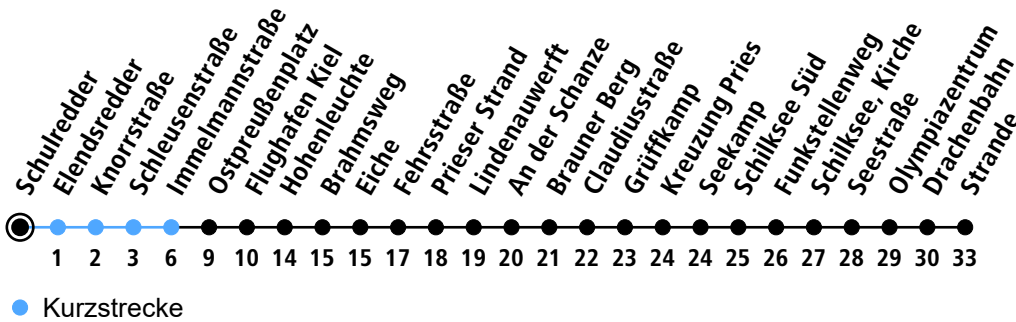 Schulredder
Elendsredder
Knorrstraße
Schleusenstraße
Immelmannstraße
Ostpreußenplatz
Flughafen Kiel
Hohenleuchte
Brahmsweg
Eiche
Fehrsstraße
Prieser Strand
Lindenauwerft
An der Schanze
Brauner Berg
Claudiusstraße
Grüffkamp
Kreuzung Pries
Seekamp
Schilksee Süd
Funkstellenweg
Schilksee, Kirche
Seestraße
Olympiazentrum
Drachenbahn
Strande
1 2 3 6 9 10 14 15 15 17 18 19 20 21 22 23 24 24 25 26 27 28 29 30 33
Kurzstrecke